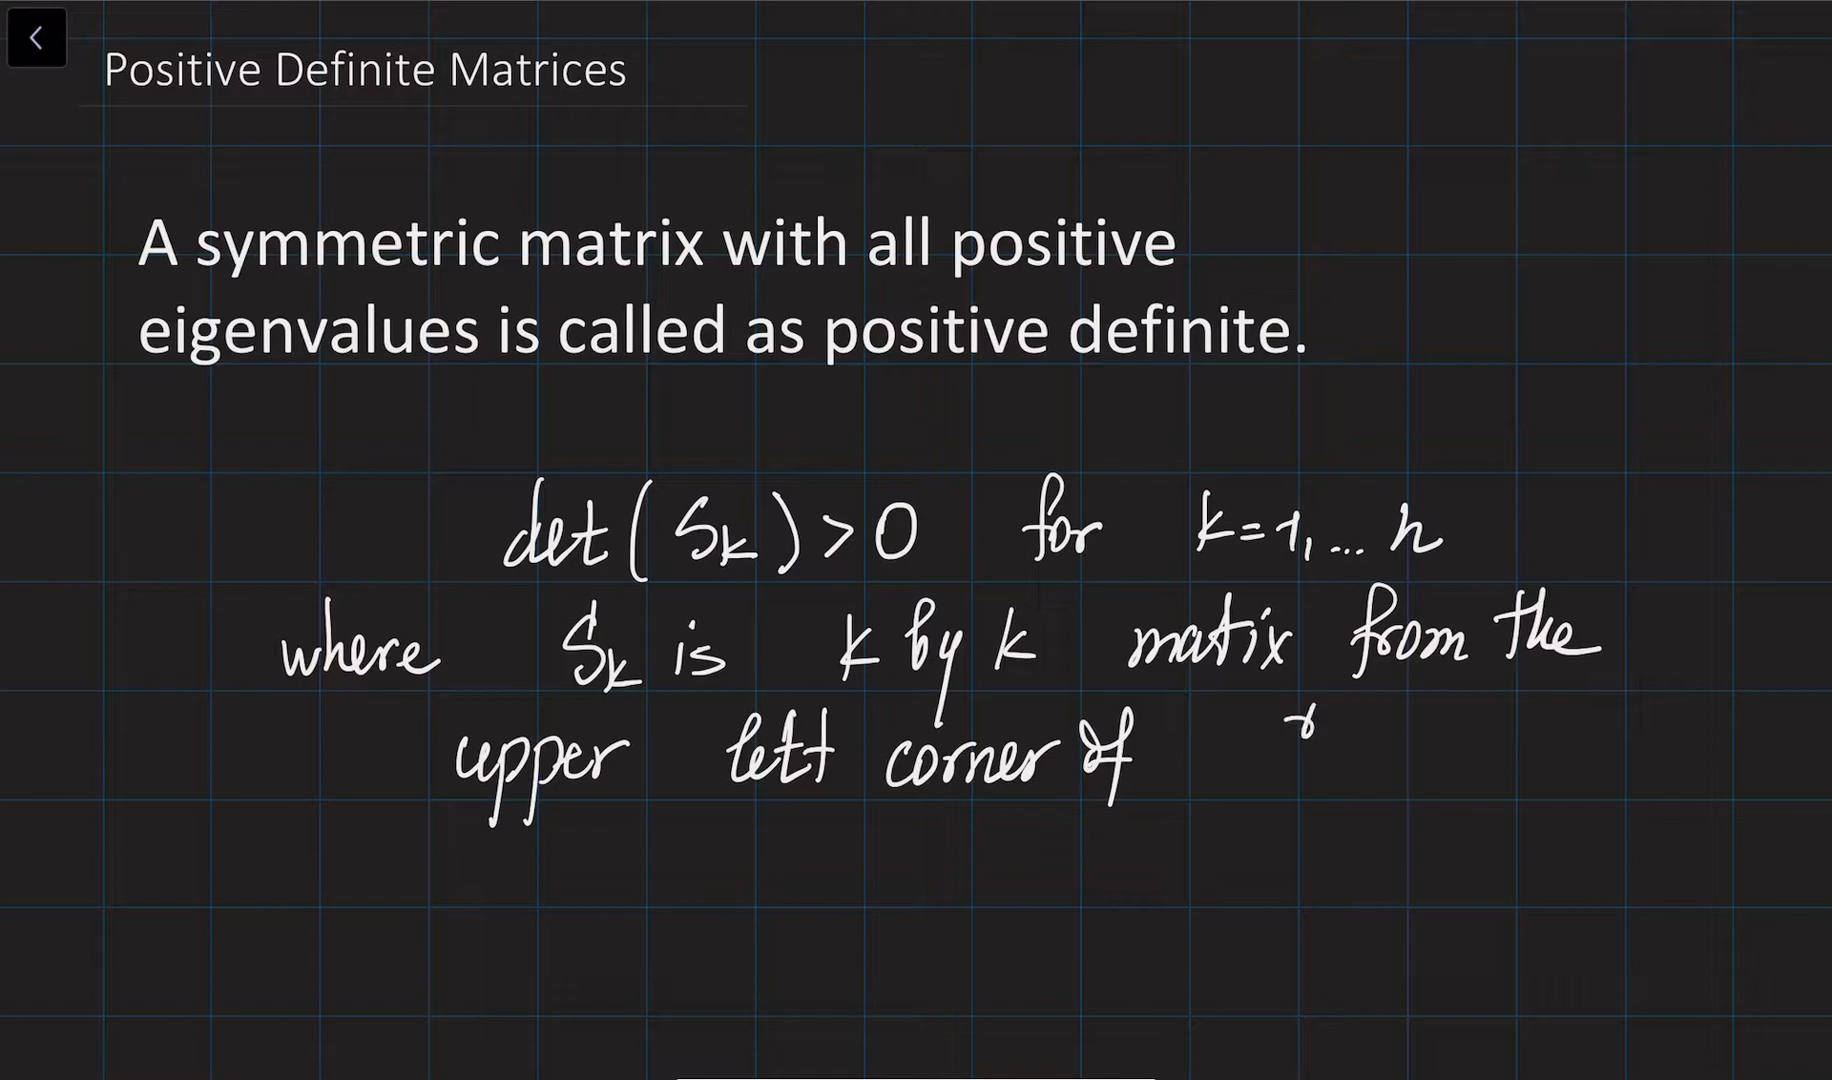 Positive Definite Matrices
A symmetric matrix with all positive
eigenvalues is called as positive definite.
det(Sk) > 0 for k=1, ... n
where Sk is k by k matix from the
upper left corner of